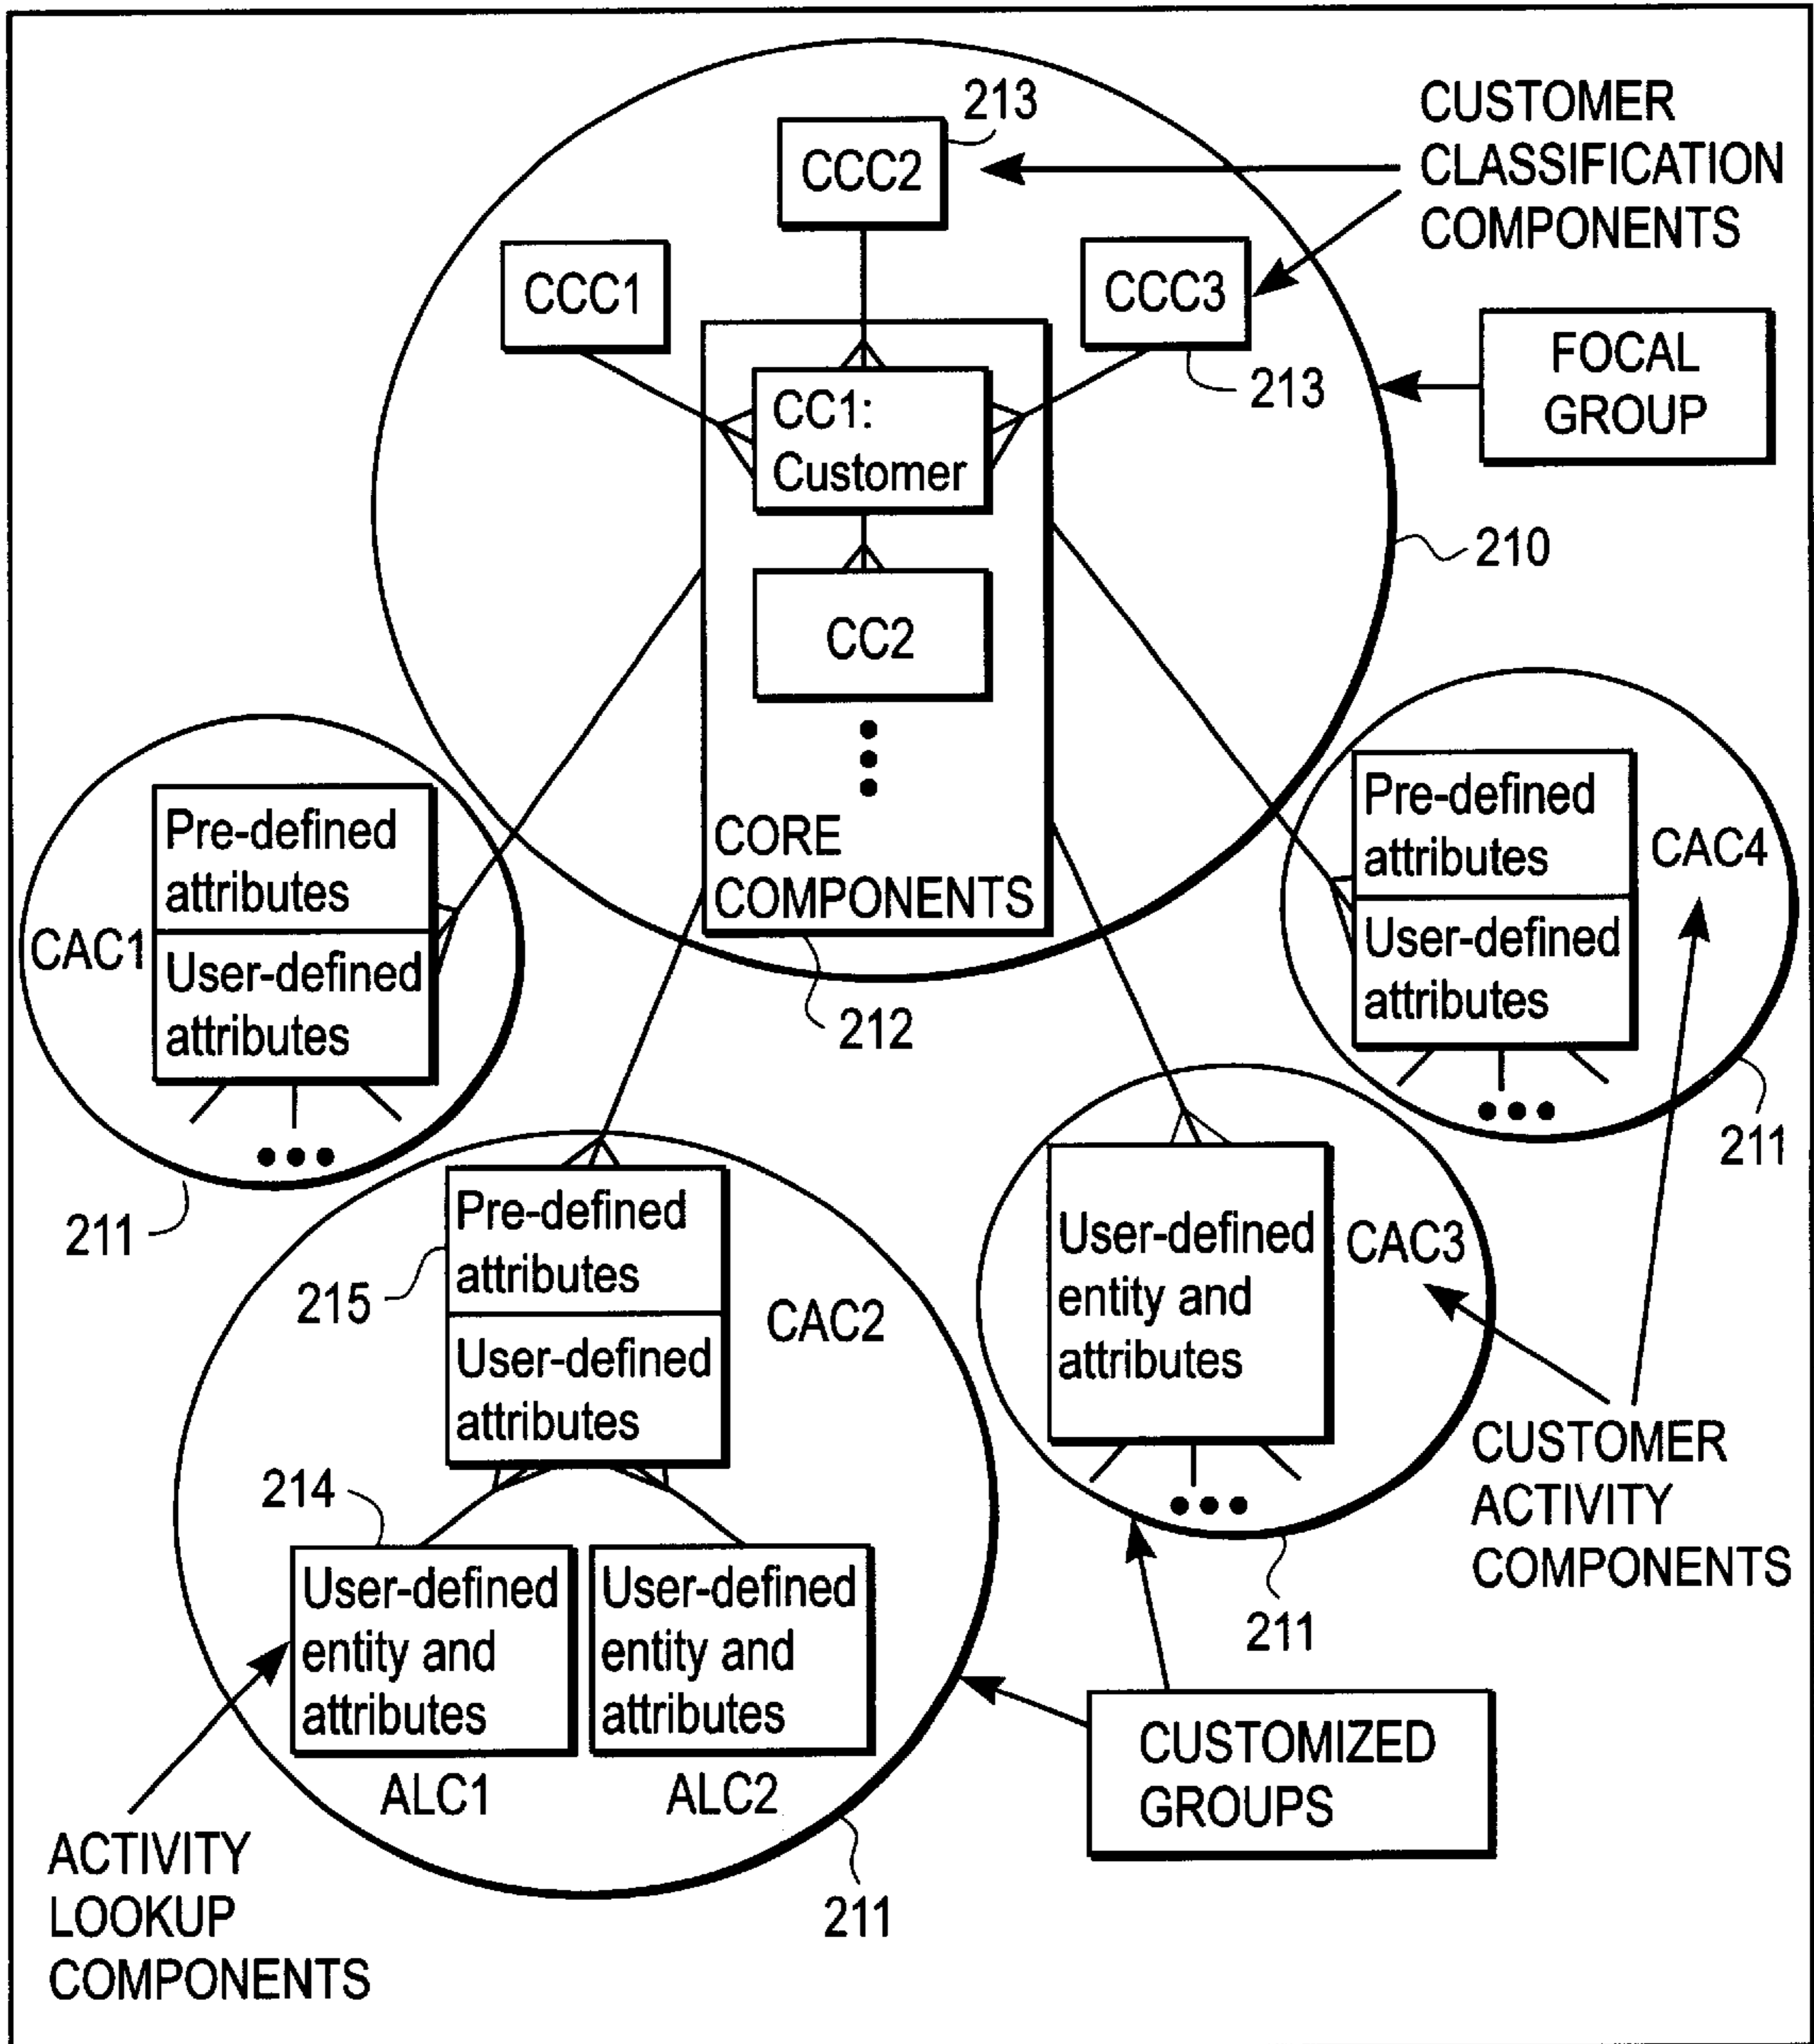 213
CUSTOMER
CLASSIFICATION
COMPONENTS
CCC2
CCC1
CCC3
213
FOCAL
GROUP
CC1:
Customer
210
CC2
CORE
COMPONENTS
212
CAC1
Pre-defined
attributes
User-defined
attributes
211
Pre-defined
attributes
User-defined
attributes
CAC4
211
215
Pre-defined
attributes
User-defined
attributes
CAC2
User-defined
entity and
attributes
CAC3
211
CUSTOMER
ACTIVITY
COMPONENTS
214
User-defined
entity and
attributes
ALC1
User-defined
entity and
attributes
ALC2
211
CUSTOMIZED
GROUPS
ACTIVITY
LOOKUP
COMPONENTS